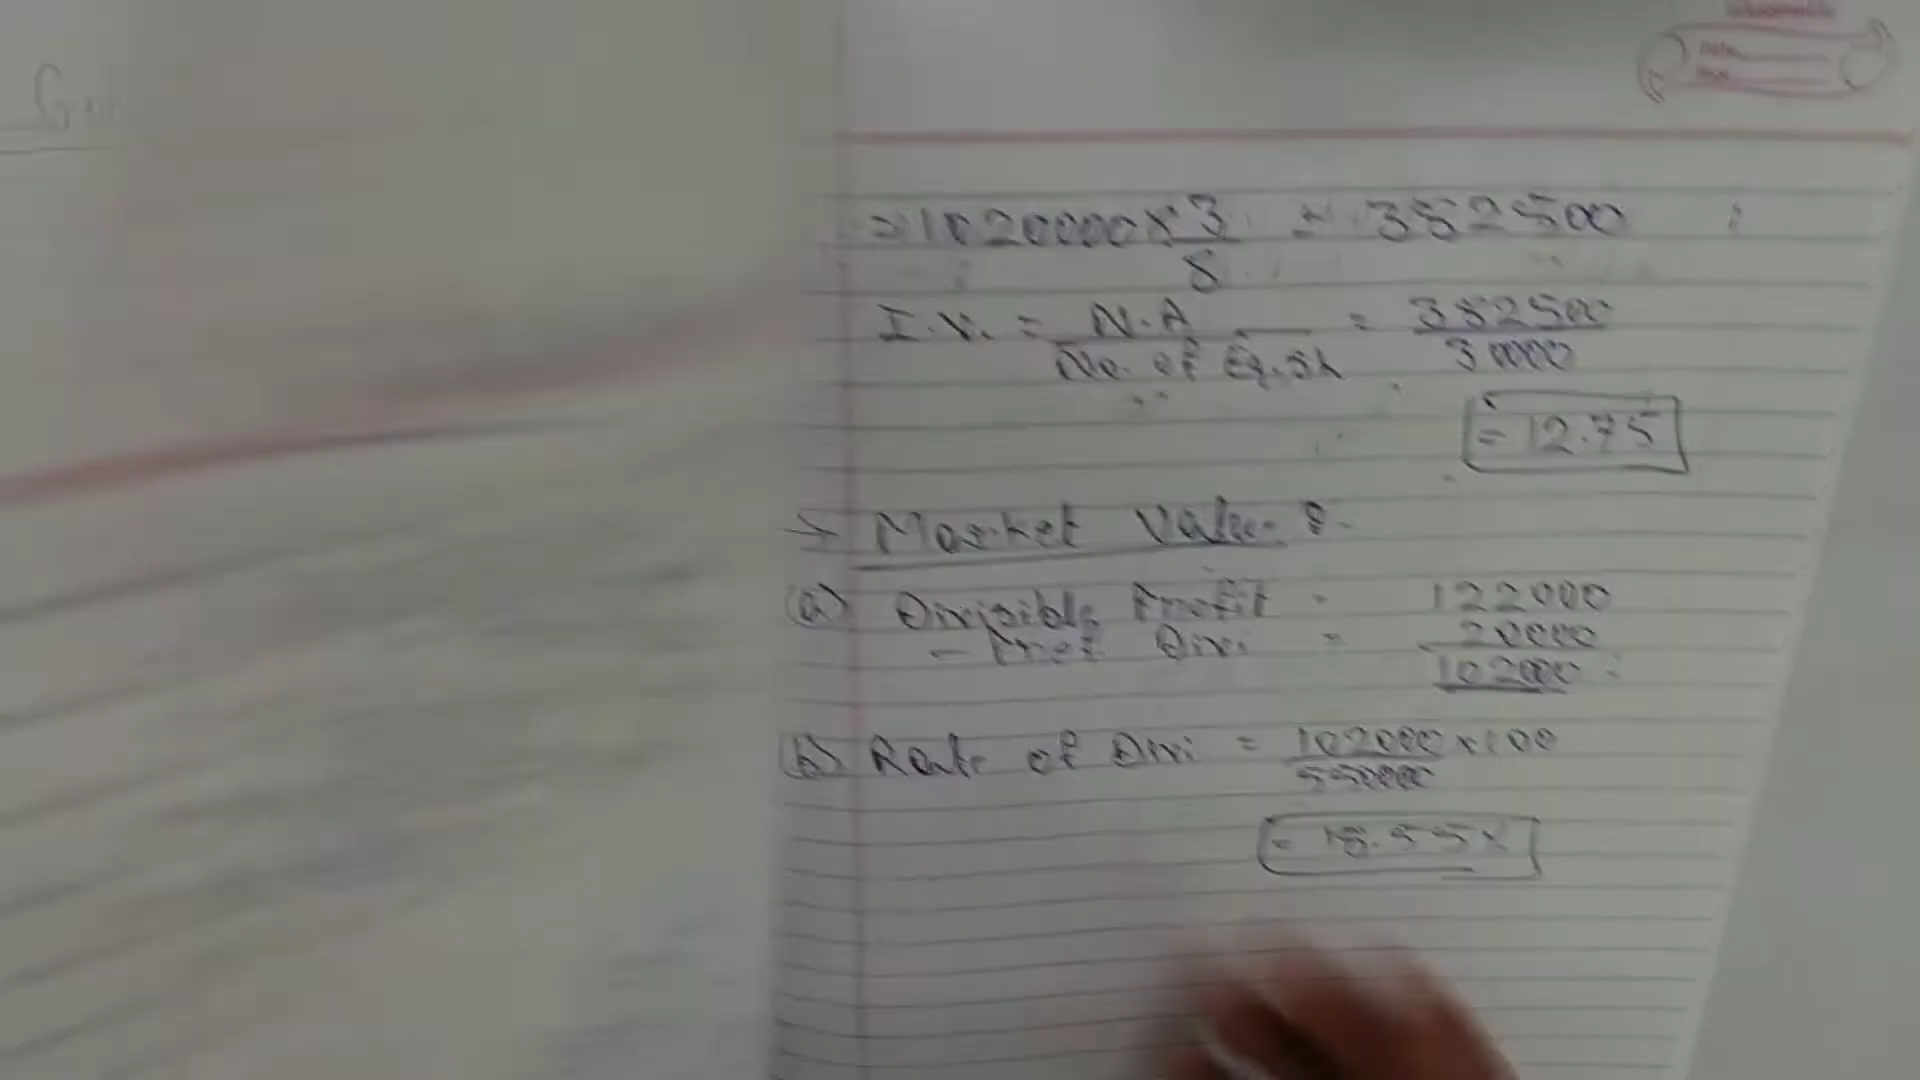 = 1020000 × 3/8 = 382500
I.V. = N.A / No. of Eq. Sh = 382500 / 30000
= 12.75
→ Market Value :-
(a) Divisible Profit = 122000
- Pref. Divi = 20000
102000
(b) Rate of Divi = 102000 / 550000 × 100
= 18.55%